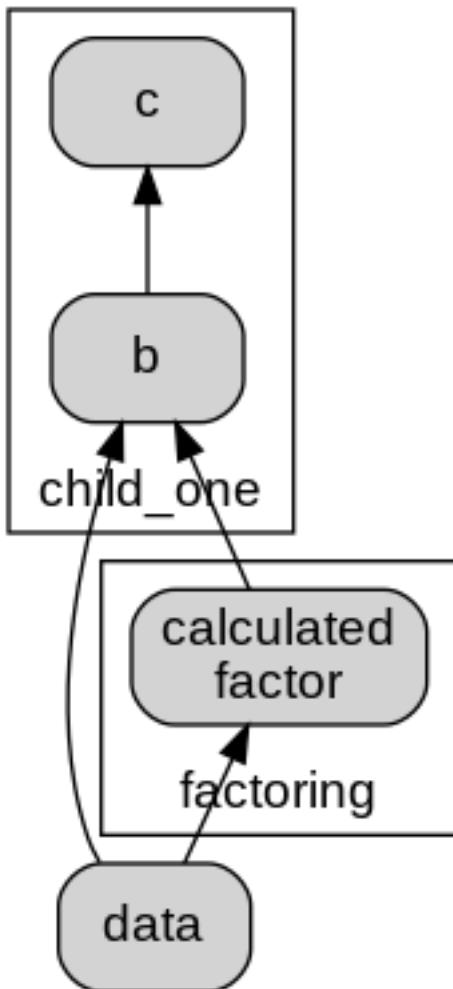 c
b
child_one
calculated
factor
factoring
data